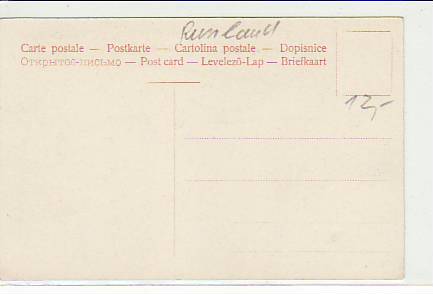 Russland
Carte postale — Postkarte — Cartolina postale — Dopisnice
Открытое-письмо — Post card — Levelező-Lap — Briefkaart
12,-